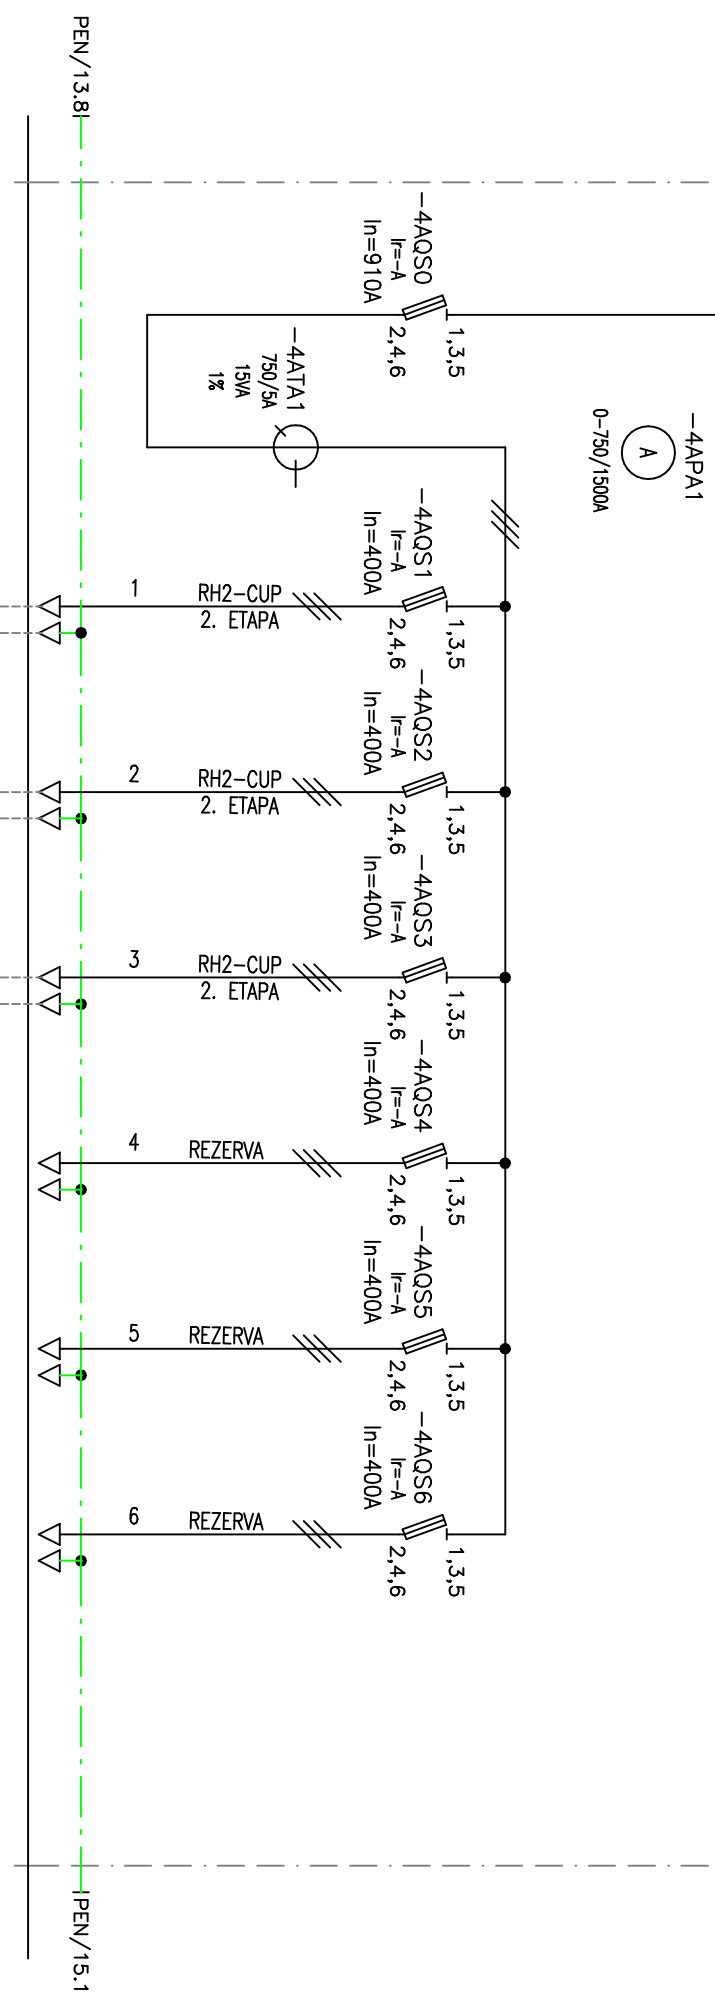 PEN/13.8
-4AQS0
Ir=-A
In=910A
1,3,5
2,4,6
-4ATA1
750/5A
15VA
1%
-4APA1
A
0-750/1500A
-4AQS1
Ir=-A
In=400A
1,3,5
2,4,6
1
RH2-CUP
2. ETAPA
-4AQS2
Ir=-A
In=400A
1,3,5
2,4,6
2
RH2-CUP
2. ETAPA
-4AQS3
Ir=-A
In=400A
1,3,5
2,4,6
3
RH2-CUP
2. ETAPA
-4AQS4
Ir=-A
In=400A
1,3,5
2,4,6
4
REZERVA
-4AQS5
Ir=-A
In=400A
1,3,5
2,4,6
5
REZERVA
-4AQS6
Ir=-A
In=400A
1,3,5
2,4,6
6
REZERVA
PEN/15.1